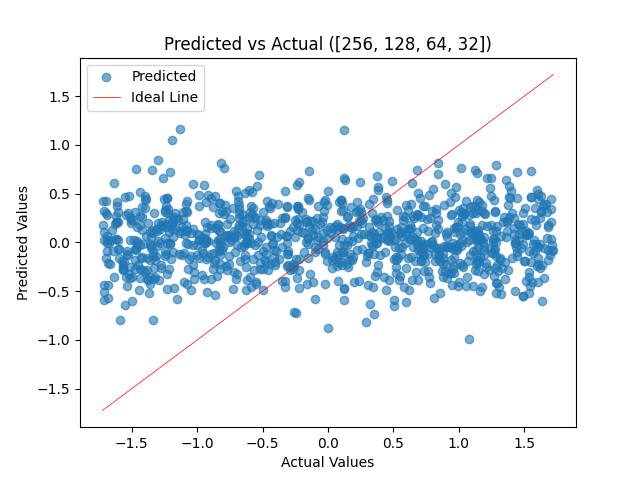 Predicted vs Actual ([256, 128, 64, 32])
Predicted
Ideal Line
1.5
1.0
0.5
0.0
−0.5
−1.0
−1.5
Predicted Values
−1.5 −1.0 −0.5 0.0 0.5 1.0 1.5
Actual Values